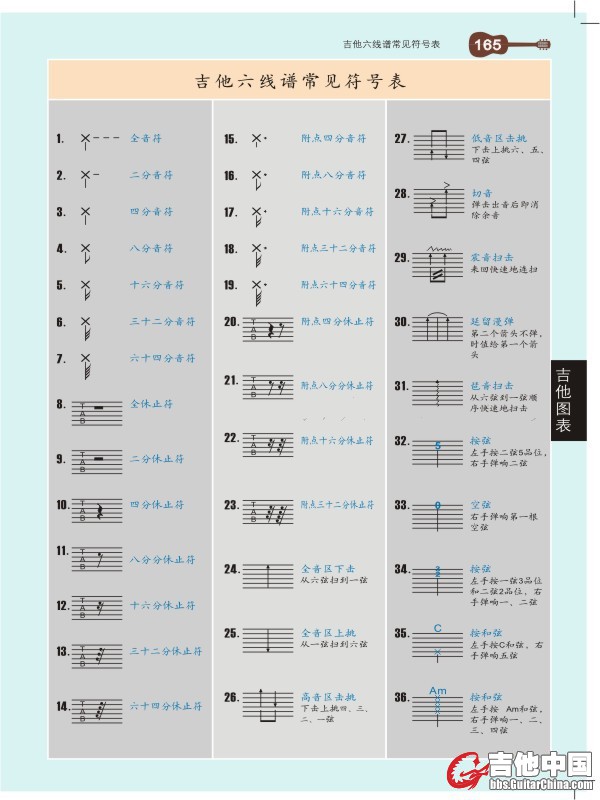 吉他六线谱常见符号表
165
吉他六线谱常见符号表
1. 全音符
2. 二分音符
3. 四分音符
4. 八分音符
5. 十六分音符
6. 三十二分音符
7. 六十四分音符
8. TAB 全休止符
9. TAB 二分休止符
10. TAB 四分休止符
11. TAB 八分分休止符
12. TAB 十六分休止符
13. TAB 三十二分休止符
14. TAB 六十四分休止符
15. 附点四分音符
16. 附点八分音符
17. 附点十六分音符
18. 附点三十二分音符
19. 附点六十四分音符
20. TAB 附点四分休止符
21. TAB 附点八分分休止符
22. TAB 附点十六分休止符
23. TAB 附点三十二分休止符
24. 全音区下击
从六弦扫到一弦
25. 全音区上挑
从一弦扫到六弦
26. 高音区击挑
下击上挑四、三、
二、一弦
27. 低音区击挑
下击上挑六、五、
四弦
28. 切音
弹击出音后即消
除余音
29. 震音扫击
来回快速地连扫
30. 延留漫弹
第二个箭头不弹，
时值给第一个箭
头
31. 琶音扫击
从六弦到一弦顺
序快速地扫击
32. 5 按弦
左手按二弦5品位，
右手弹响二弦
33. 0 空弦
右手弹响第一根
空弦
34. 3 2 按弦
左手按一弦3品位
和二弦2品位，右
手弹响一、二弦
35. C 按和弦
左手按C和弦，右
手弹响五弦
36. Am 按和弦
左手按 Am和弦，
右手弹响一、二、
三、四弦
吉他图表
吉他中国
bbs.GuitarChina.com